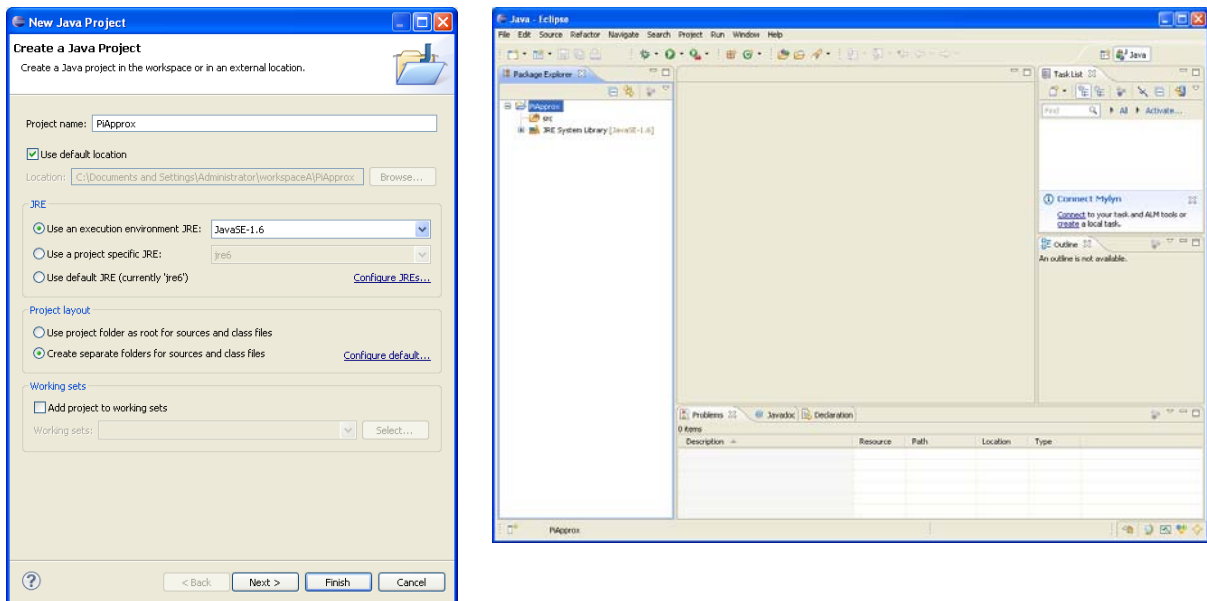 New Java Project
Create a Java Project
Create a Java project in the workspace or in an external location.
Project name: PiApprox
Use default location
Location: C:\Documents and Settings\Administrator\workspaceA\PiApprox Browse...
JRE
Use an execution environment JRE: JavaSE-1.6
Use a project specific JRE: jre6
Use default JRE (currently 'jre6') Configure JREs...
Project layout
Use project folder as root for sources and class files
Create separate folders for sources and class files Configure default...
Working sets
Add project to working sets
Working sets: Select...
? < Back Next > Finish Cancel
Java - Eclipse
File Edit Source Refactor Navigate Search Project Run Window Help
Java
Package Explorer
PiApprox
src
JRE System Library [JavaSE-1.6]
Task List
Find All Activate...
Connect Mylyn
Connect to your task and ALM tools or
create a local task.
Outline
An outline is not available.
Problems Javadoc Declaration
0 items
Description Resource Path Location Type
PiApprox